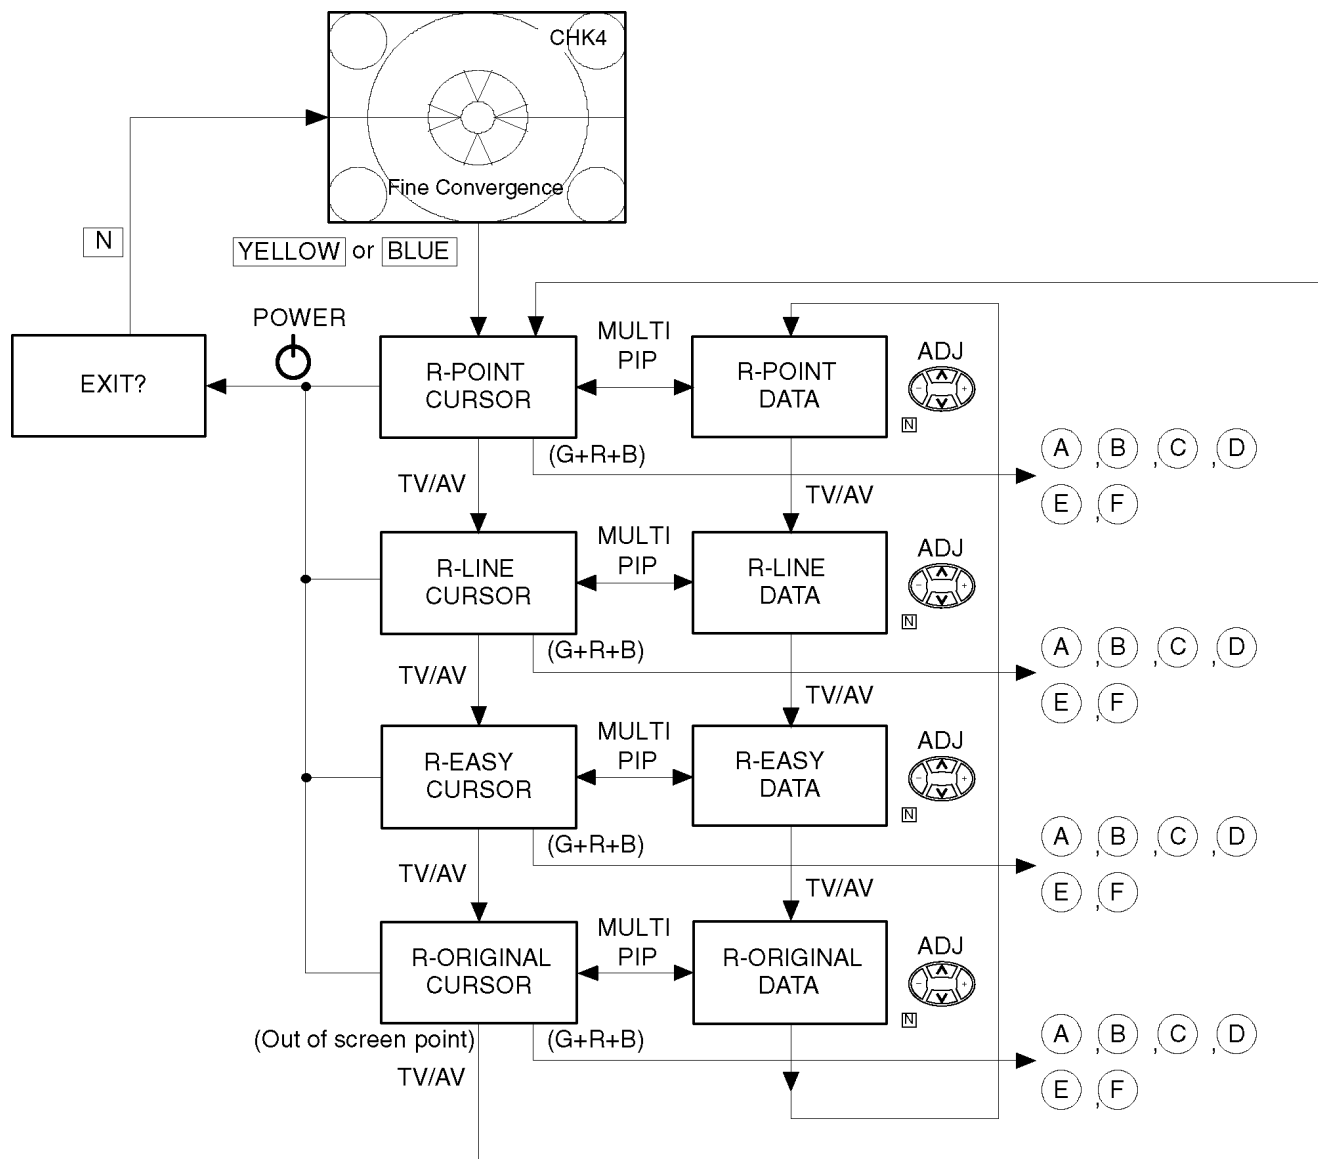 CHK4
Fine Convergence
N
YELLOW or BLUE
POWER
EXIT?
R-POINT
CURSOR
MULTI
PIP
R-POINT
DATA
ADJ
- +
N
(G+R+B)
A ,B ,C ,D
E ,F
TV/AV
TV/AV
R-LINE
CURSOR
MULTI
PIP
R-LINE
DATA
ADJ
- +
N
(G+R+B)
A ,B ,C ,D
E ,F
TV/AV
TV/AV
R-EASY
CURSOR
MULTI
PIP
R-EASY
DATA
ADJ
- +
N
(G+R+B)
A ,B ,C ,D
E ,F
TV/AV
TV/AV
R-ORIGINAL
CURSOR
MULTI
PIP
R-ORIGINAL
DATA
ADJ
- +
N
(Out of screen point)
(G+R+B)
A ,B ,C ,D
E ,F
TV/AV